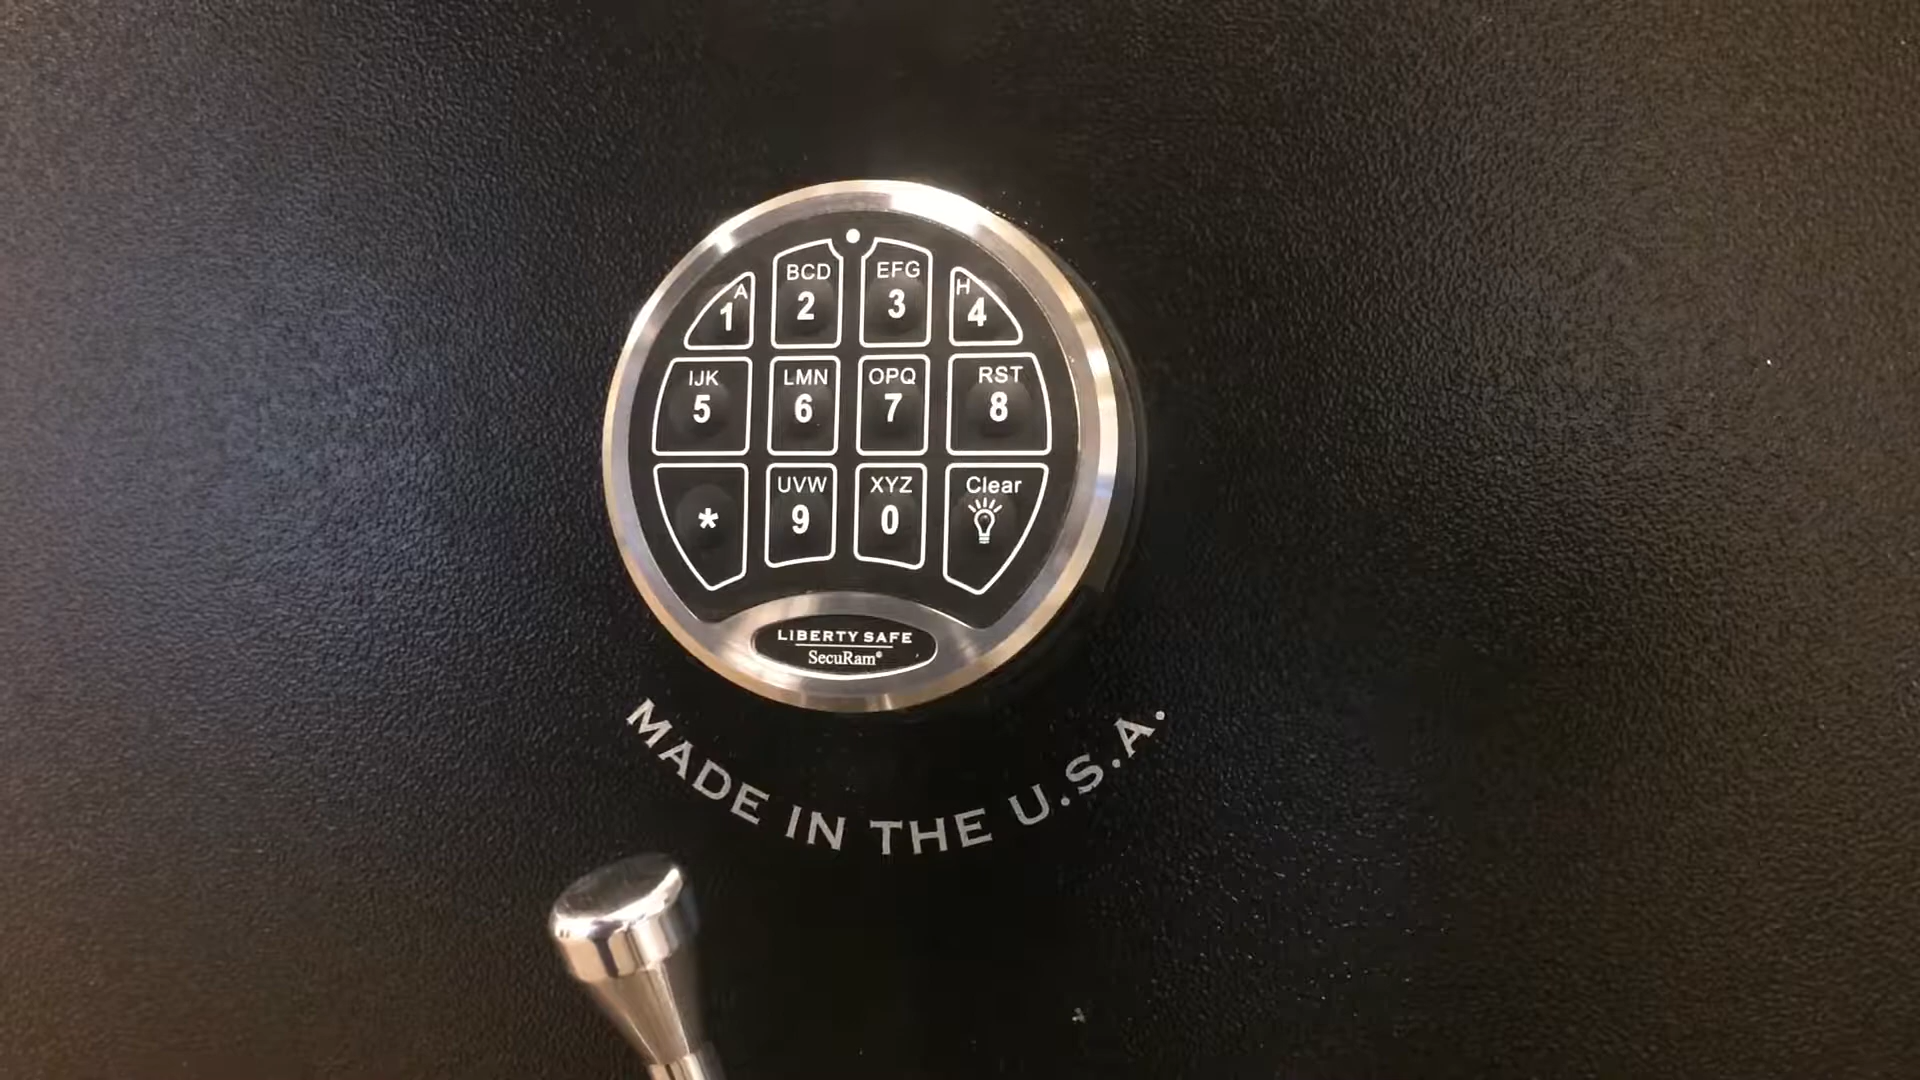 A BCD EFG H
1 2 3 4
IJK LMN OPQ RST
5 6 7 8
UVW XYZ Clear
* 9 0
LIBERTY SAFE
SecuRam®
MADE IN THE U.S.A.